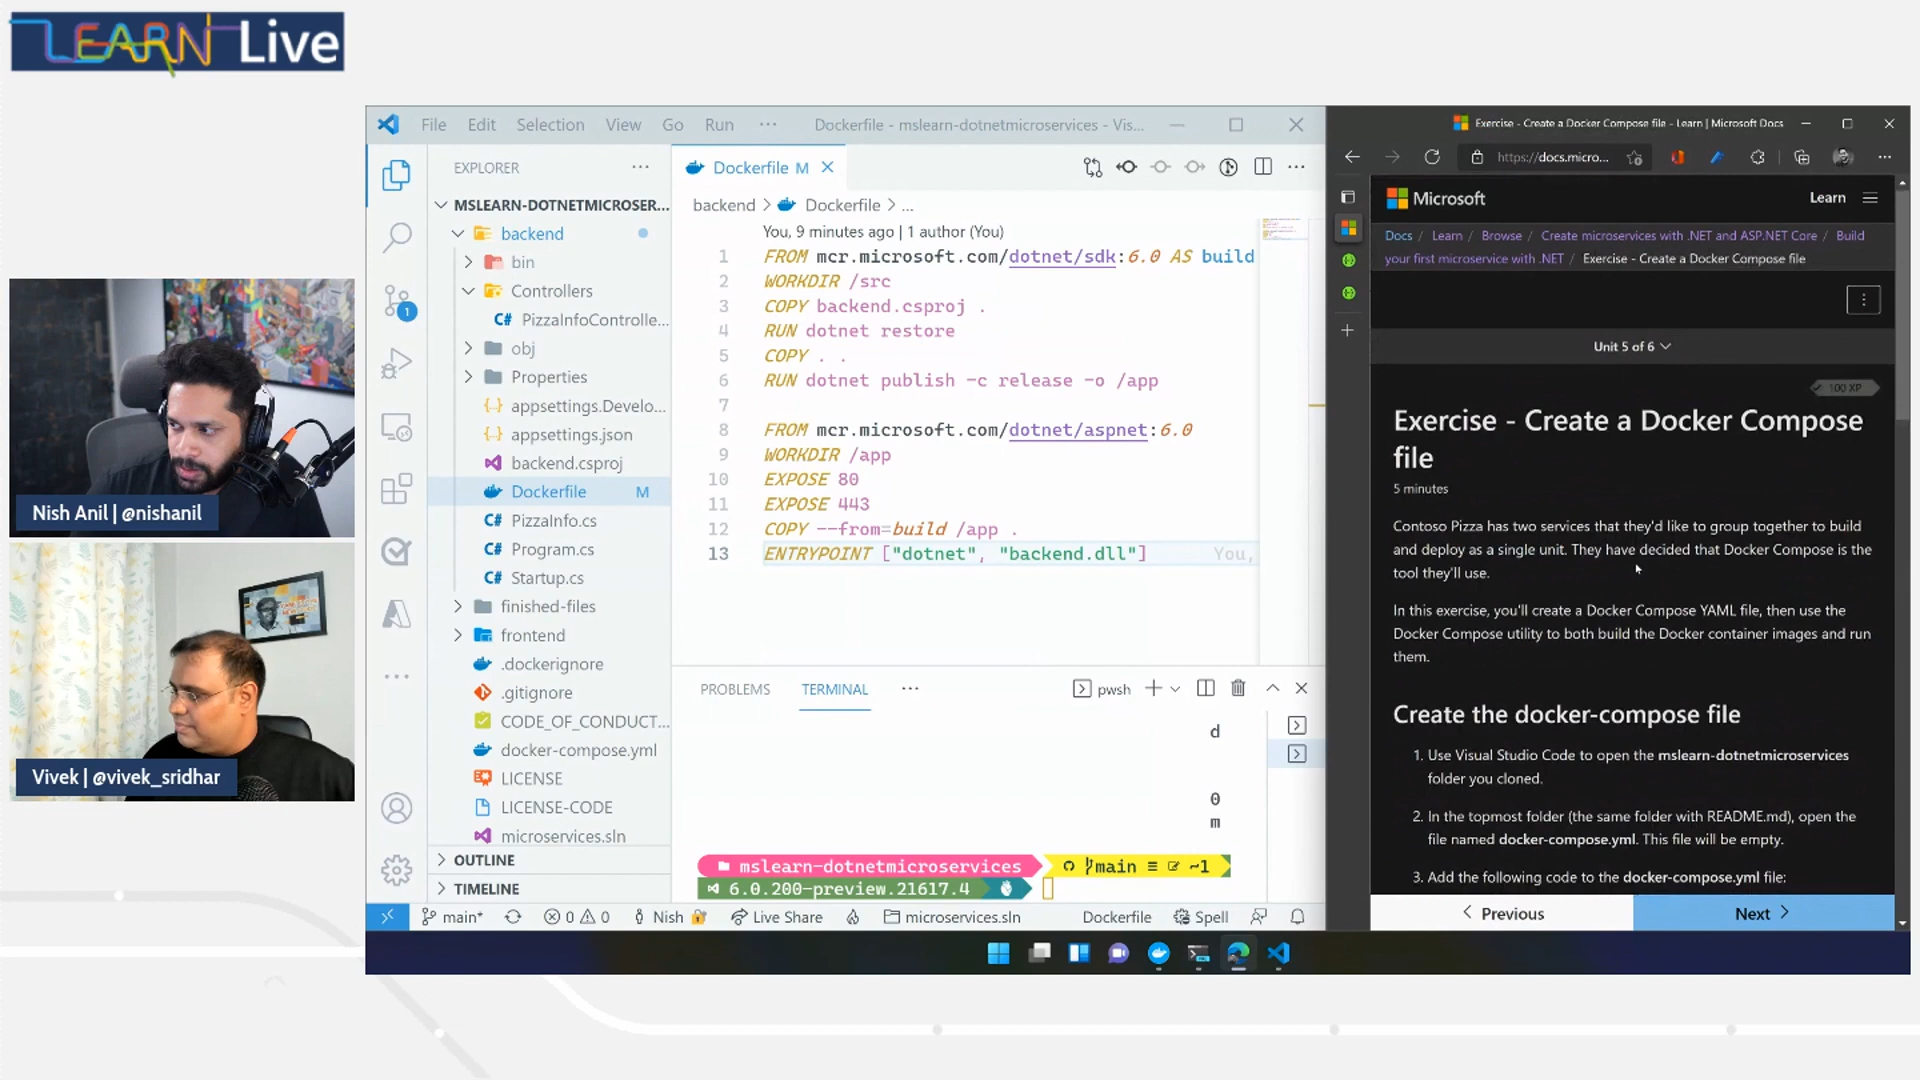 LEARN Live
File Edit Selection View Go Run ··· Dockerfile - mslearn-dotnetmicroservices - Vis...
EXPLORER ···
MSLEARN-DOTNETMICROSER...
backend
bin
Controllers
C# PizzaInfoControlle...
obj
Properties
{..} appsettings.Develo...
{..} appsettings.json
backend.csproj
Dockerfile M
C# PizzaInfo.cs
C# Program.cs
C# Startup.cs
finished-files
frontend
.dockerignore
.gitignore
CODE_OF_CONDUCT...
docker-compose.yml
LICENSE
LICENSE-CODE
microservices.sln
OUTLINE
TIMELINE
1
Dockerfile M
backend > Dockerfile > ...
You, 9 minutes ago | 1 author (You)
1 FROM mcr.microsoft.com/dotnet/sdk:6.0 AS build
2 WORKDIR /src
3 COPY backend.csproj .
4 RUN dotnet restore
5 COPY . .
6 RUN dotnet publish -c release -o /app
7
8 FROM mcr.microsoft.com/dotnet/aspnet:6.0
9 WORKDIR /app
10 EXPOSE 80
11 EXPOSE 443
12 COPY --from=build /app .
13 ENTRYPOINT ["dotnet", "backend.dll"] You,
PROBLEMS TERMINAL ··· pwsh
d
0
m
mslearn-dotnetmicroservices main ≡ ~1
6.0.200-preview.21617.4
main* 0 0 Nish Live Share microservices.sln Dockerfile Spell
Exercise - Create a Docker Compose file - Learn | Microsoft Docs
https://docs.micro...
Microsoft Learn
Docs / Learn / Browse / Create microservices with .NET and ASP.NET Core / Build
your first microservice with .NET / Exercise - Create a Docker Compose file
Unit 5 of 6
100 XP
Exercise - Create a Docker Compose
file
5 minutes
Contoso Pizza has two services that they'd like to group together to build
and deploy as a single unit. They have decided that Docker Compose is the
tool they'll use.
In this exercise, you'll create a Docker Compose YAML file, then use the
Docker Compose utility to both build the Docker container images and run
them.
Create the docker-compose file
1. Use Visual Studio Code to open the mslearn-dotnetmicroservices
folder you cloned.
2. In the topmost folder (the same folder with README.md), open the
file named docker-compose.yml. This file will be empty.
3. Add the following code to the docker-compose.yml file:
Previous Next
Nish Anil | @nishanil
Vivek | @vivek_sridhar